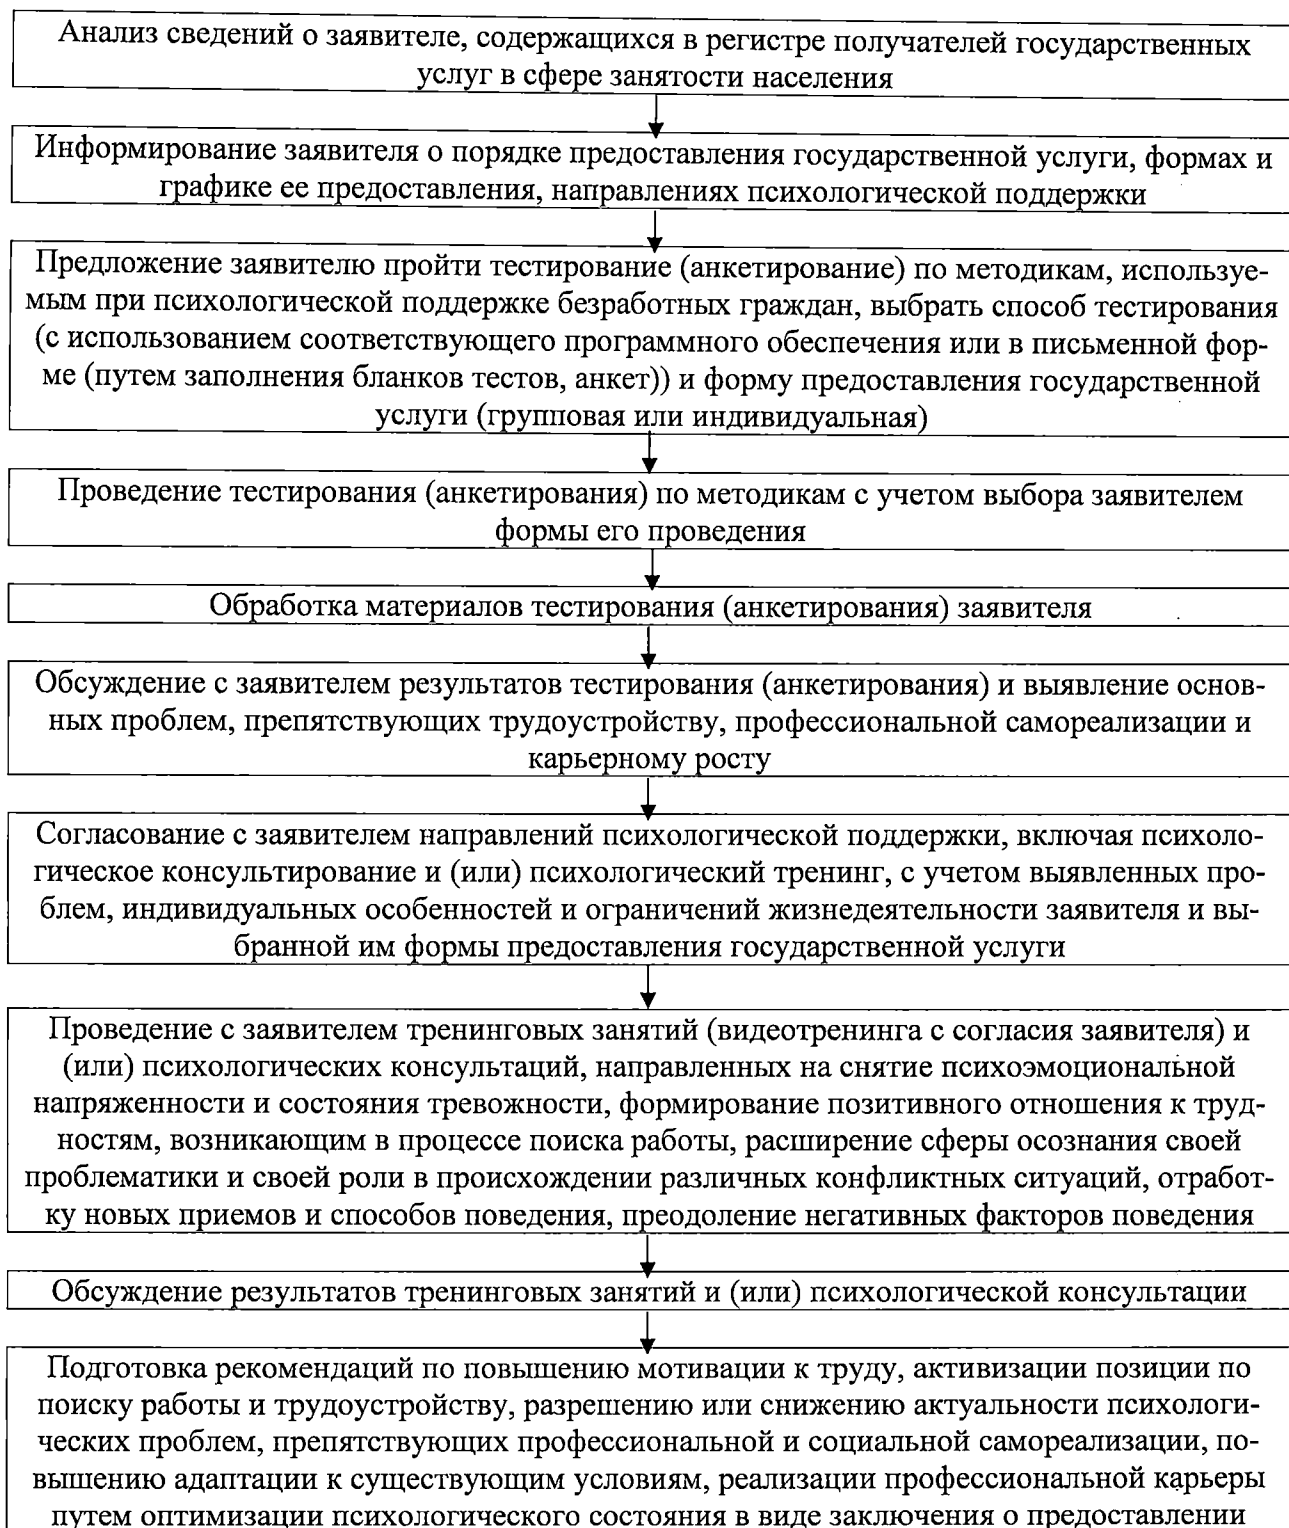 Анализ сведений о заявителе, содержащихся в регистре получателей государственных
услуг в сфере занятости населения
Информирование заявителя о порядке предоставления государственной услуги, формах и
графике ее предоставления, направлениях психологической поддержки
Предложение заявителю пройти тестирование (анкетирование) по методикам, используе-
мым при психологической поддержке безработных граждан, выбрать способ тестирования
(с использованием соответствующего программного обеспечения или в письменной фор-
ме (путем заполнения бланков тестов, анкет)) и форму предоставления государственной
услуги (групповая или индивидуальная)
Проведение тестирования (анкетирования) по методикам с учетом выбора заявителем
формы его проведения
Обработка материалов тестирования (анкетирования) заявителя
Обсуждение с заявителем результатов тестирования (анкетирования) и выявление основ-
ных проблем, препятствующих трудоустройству, профессиональной самореализации и
карьерному росту
Согласование с заявителем направлений психологической поддержки, включая психоло-
гическое консультирование и (или) психологический тренинг, с учетом выявленных про-
блем, индивидуальных особенностей и ограничений жизнедеятельности заявителя и вы-
бранной им формы предоставления государственной услуги
Проведение с заявителем тренинговых занятий (видеотренинга с согласия заявителя) и
(или) психологических консультаций, направленных на снятие психоэмоциональной
напряженности и состояния тревожности, формирование позитивного отношения к труд-
ностям, возникающим в процессе поиска работы, расширение сферы осознания своей
проблематики и своей роли в происхождении различных конфликтных ситуаций, отработ-
ку новых приемов и способов поведения, преодоление негативных факторов поведения
Обсуждение результатов тренинговых занятий и (или) психологической консультации
Подготовка рекомендаций по повышению мотивации к труду, активизации позиции по
поиску работы и трудоустройству, разрешению или снижению актуальности психологи-
ческих проблем, препятствующих профессиональной и социальной самореализации, по-
вышению адаптации к существующим условиям, реализации профессиональной карьеры
путем оптимизации психологического состояния в виде заключения о предоставлении